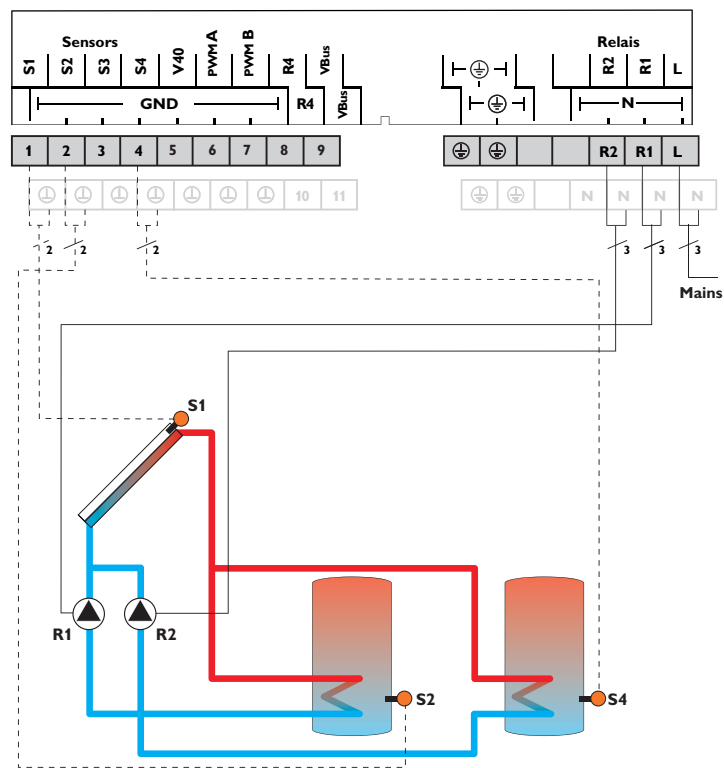 Sensors
Relais
S1 S2 S3 S4 V40 PWM A PWM B R4 VBus
R2 R1 L
GND R4 VBus
N
1 2 3 4 5 6 7 8 9
R2 R1 L
10 11
N N N N
2 2 2
3 3 3
Mains
S1
R1 R2
S2 S4